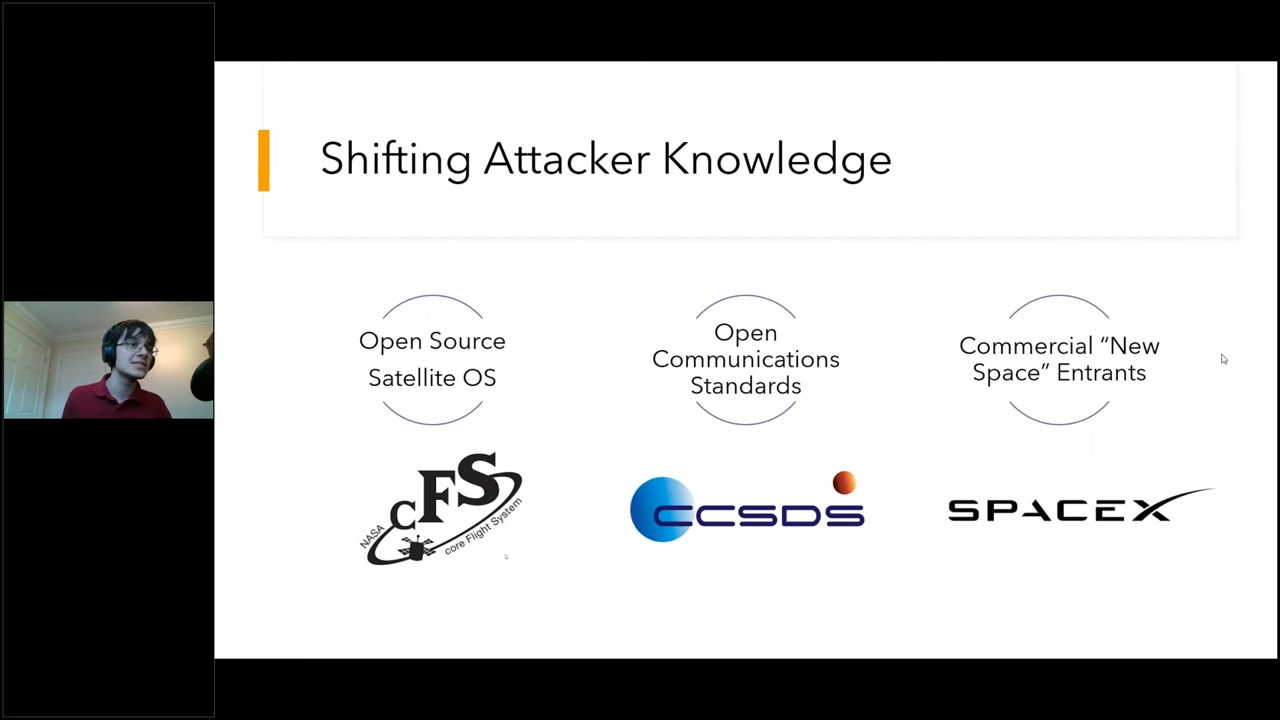 Shifting Attacker Knowledge
Open Source
Satellite OS
Open
Communications
Standards
Commercial “New
Space” Entrants
NASA
CFS
core Flight System
CCSDS
SPACEX